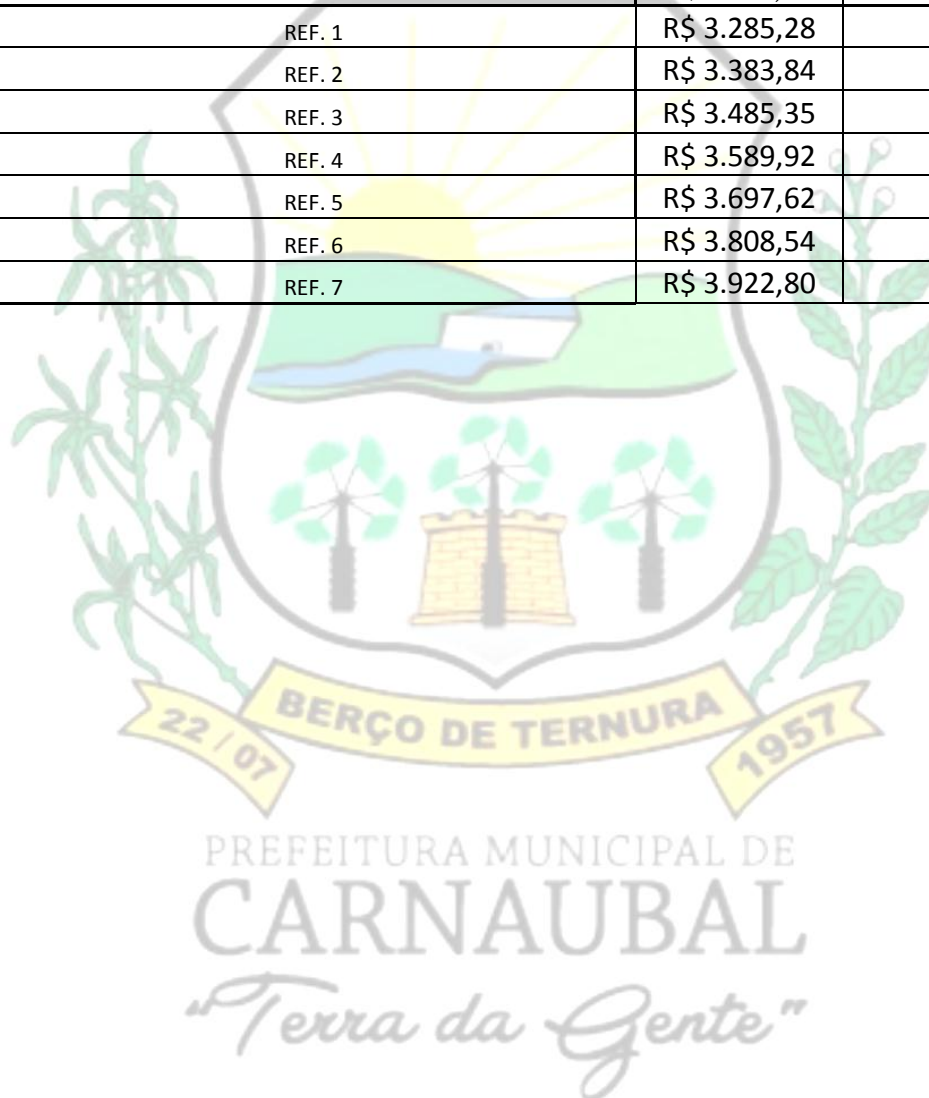 REF. 1 R$ 3.285,28
REF. 2 R$ 3.383,84
REF. 3 R$ 3.485,35
REF. 4 R$ 3.589,92
REF. 5 R$ 3.697,62
REF. 6 R$ 3.808,54
REF. 7 R$ 3.922,80
22 / 07 BERÇO DE TERNURA 1957
PREFEITURA MUNICIPAL DE
CARNAUBAL
"Terra da Gente"